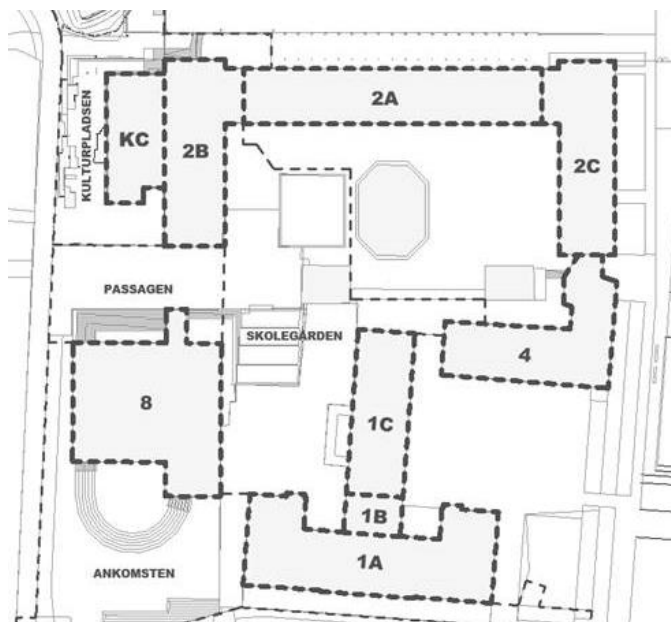 2A
KC
2B
2C
KULTURPLADSEN
PASSAGEN
SKOLEGÅRDEN
4
8
1C
1B
1A
ANKOMSTEN